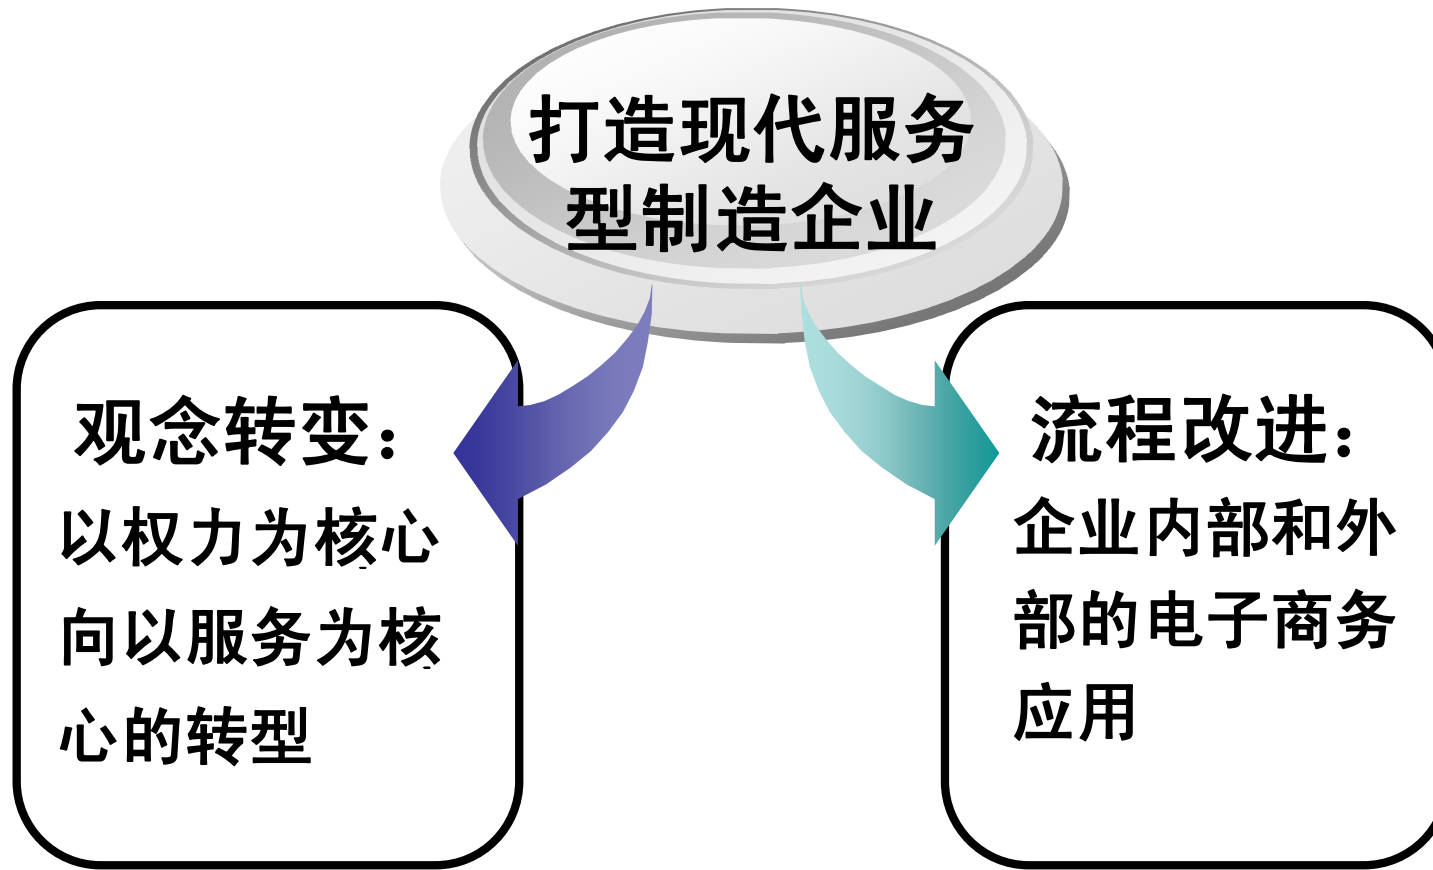 打造现代服务
型制造企业
观念转变：
以权力为核心
向以服务为核
心的转型
流程改进：
企业内部和外
部的电子商务
应用